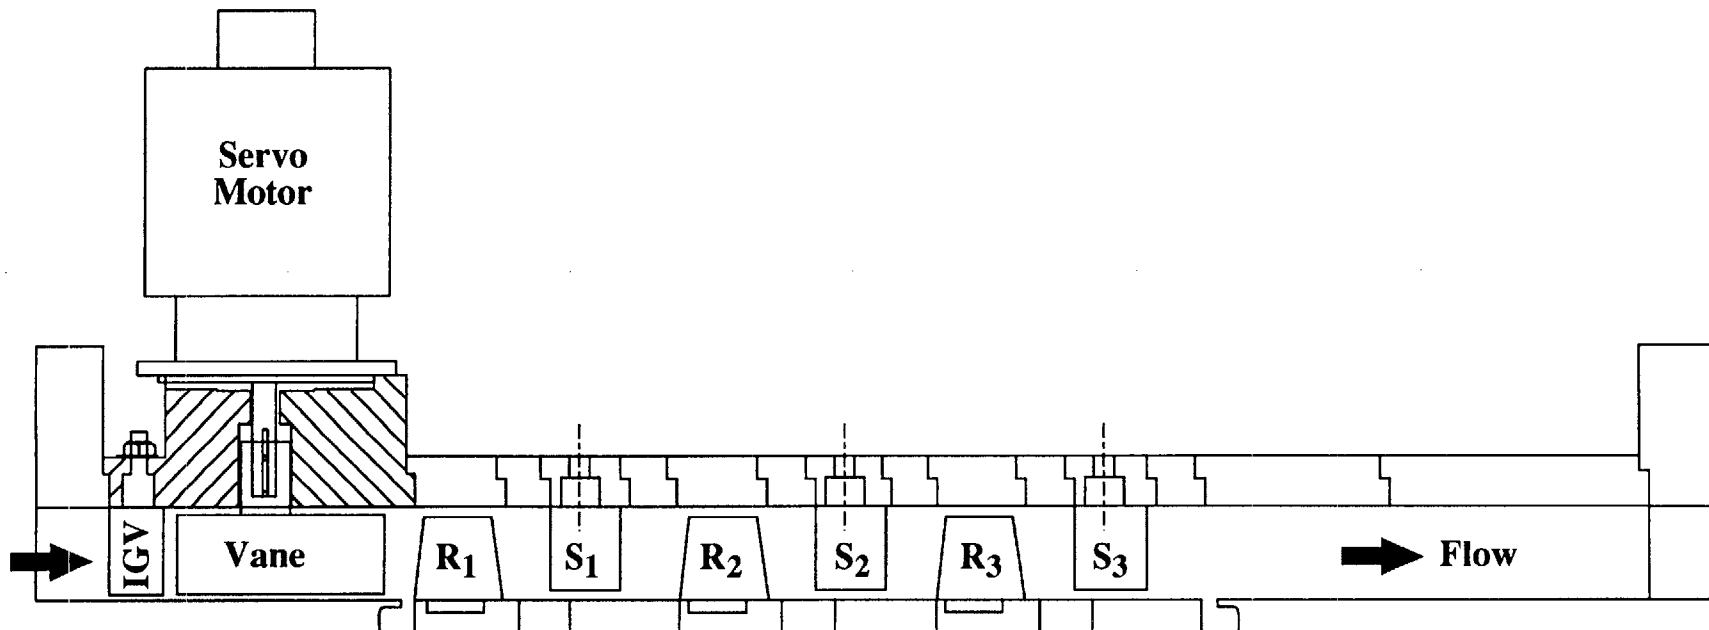 Servo
Motor
IGV
Vane
R1
S1
R2
S2
R3
S3
Flow